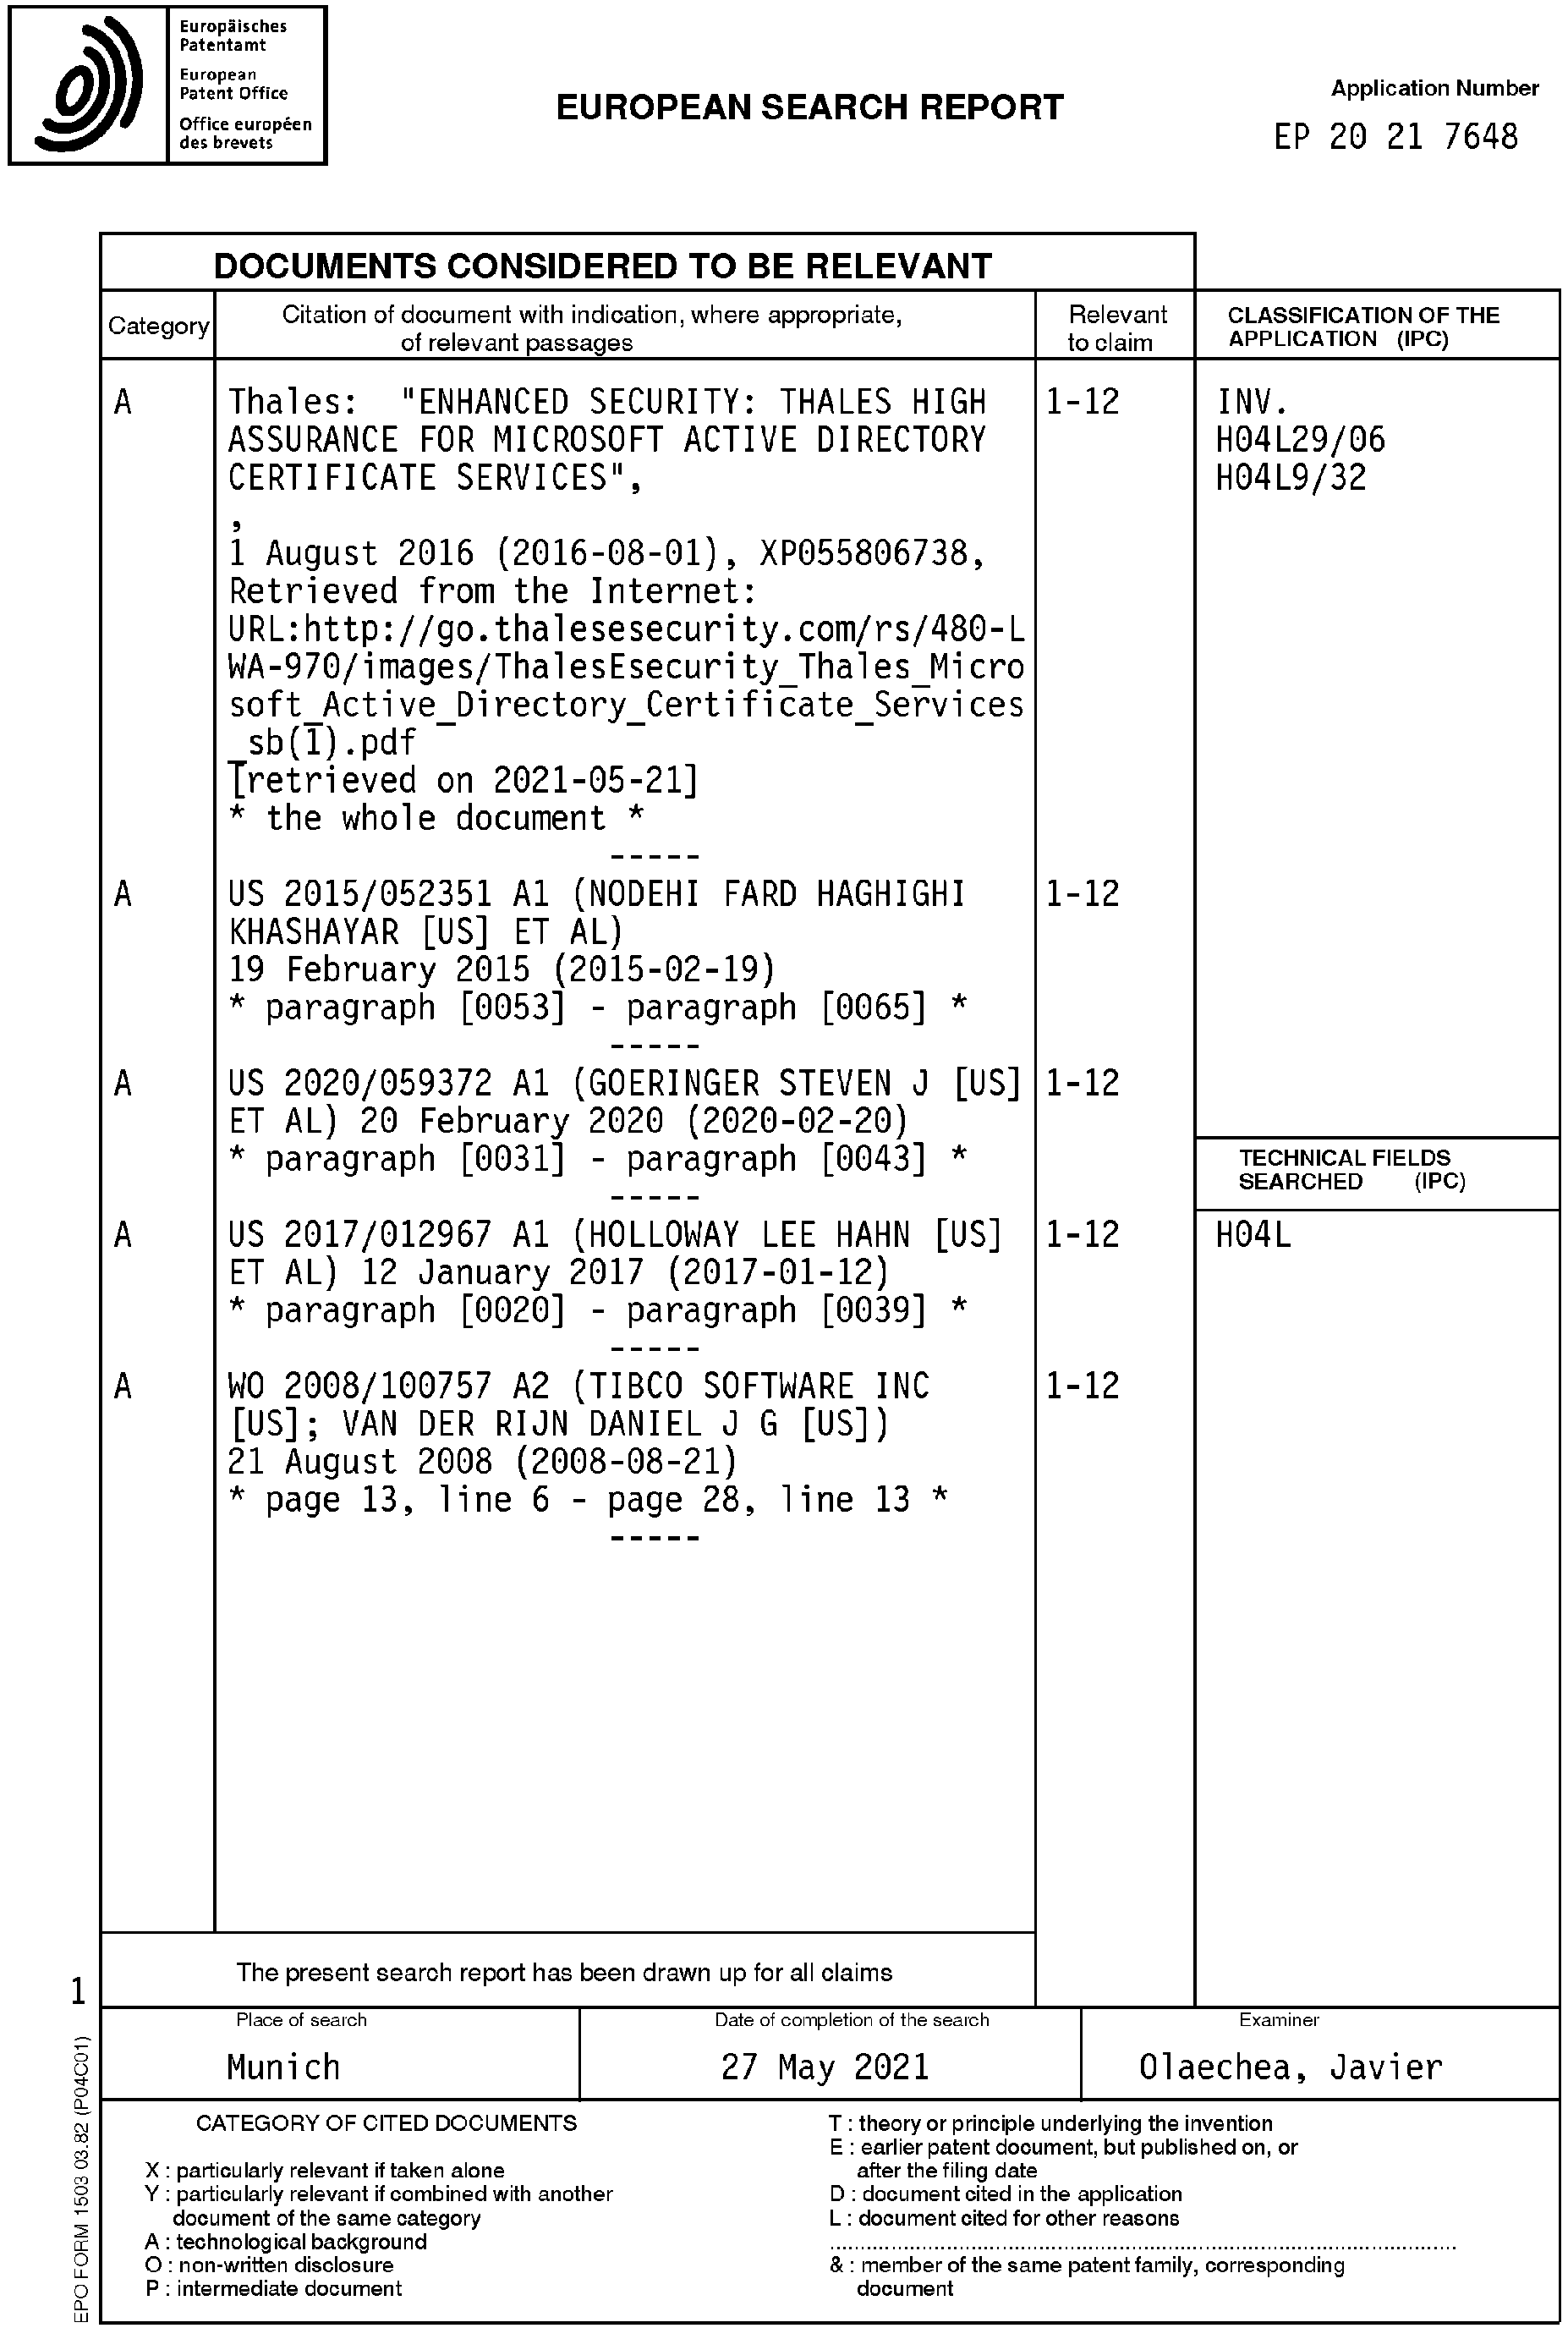 Europäisches
Patentamt
European
Patent Office
Office européen
des brevets
EUROPEAN SEARCH REPORT
Application Number
EP 20 21 7648
DOCUMENTS CONSIDERED TO BE RELEVANT
Category
Citation of document with indication, where appropriate,
of relevant passages
Relevant
to claim
CLASSIFICATION OF THE
APPLICATION (IPC)
A
Thales: "ENHANCED SECURITY: THALES HIGH
ASSURANCE FOR MICROSOFT ACTIVE DIRECTORY
CERTIFICATE SERVICES",
,
1 August 2016 (2016-08-01), XP055806738,
Retrieved from the Internet:
URL:http://go.thalesesecurity.com/rs/480-L
WA-970/images/ThalesEsecurity_Thales_Micro
soft_Active_Directory_Certificate_Services
_sb(1).pdf
[retrieved on 2021-05-21]
* the whole document *
-----
1-12
INV.
H04L29/06
H04L9/32
A
US 2015/052351 A1 (NODEHI FARD HAGHIGHI
KHASHAYAR [US] ET AL)
19 February 2015 (2015-02-19)
* paragraph [0053] - paragraph [0065] *
-----
1-12
A
US 2020/059372 A1 (GOERINGER STEVEN J [US]
ET AL) 20 February 2020 (2020-02-20)
* paragraph [0031] - paragraph [0043] *
-----
1-12
TECHNICAL FIELDS
SEARCHED (IPC)
H04L
A
US 2017/012967 A1 (HOLLOWAY LEE HAHN [US]
ET AL) 12 January 2017 (2017-01-12)
* paragraph [0020] - paragraph [0039] *
-----
1-12
A
WO 2008/100757 A2 (TIBCO SOFTWARE INC
[US]; VAN DER RIJN DANIEL J G [US])
21 August 2008 (2008-08-21)
* page 13, line 6 - page 28, line 13 *
-----
1-12
The present search report has been drawn up for all claims
1
Place of search
Munich
Date of completion of the search
27 May 2021
Examiner
Olaechea, Javier
CATEGORY OF CITED DOCUMENTS
X : particularly relevant if taken alone
Y : particularly relevant if combined with another
document of the same category
A : technological background
O : non-written disclosure
P : intermediate document
T : theory or principle underlying the invention
E : earlier patent document, but published on, or
after the filing date
D : document cited in the application
L : document cited for other reasons
& : member of the same patent family, corresponding
document
EPO FORM 1503 03.82 (P04C01)